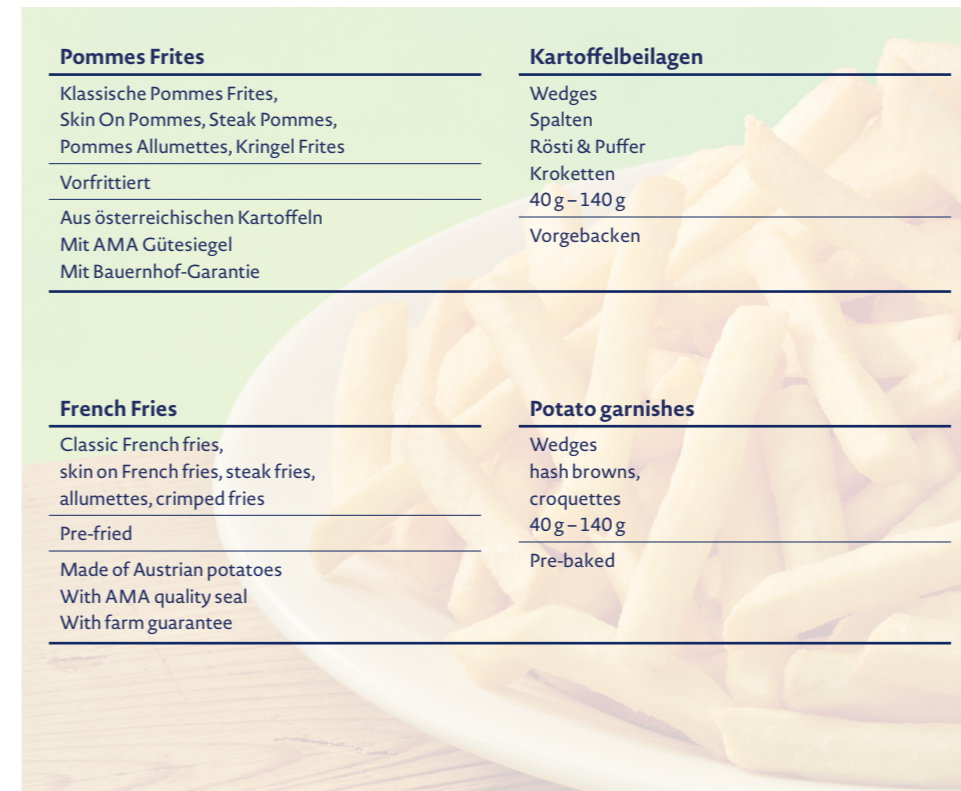 Pommes Frites
Klassische Pommes Frites,
Skin On Pommes, Steak Pommes,
Pommes Allumettes, Kringel Frites
Vorfrittiert
Aus österreichischen Kartoffeln
Mit AMA Gütesiegel
Mit Bauernhof-Garantie
Kartoffelbeilagen
Wedges
Spalten
Rösti & Puffer
Kroketten
40 g – 140 g
Vorgebacken
French Fries
Classic French fries,
skin on French fries, steak fries,
allumettes, crimped fries
Pre-fried
Made of Austrian potatoes
With AMA quality seal
With farm guarantee
Potato garnishes
Wedges
hash browns,
croquettes
40 g – 140 g
Pre-baked